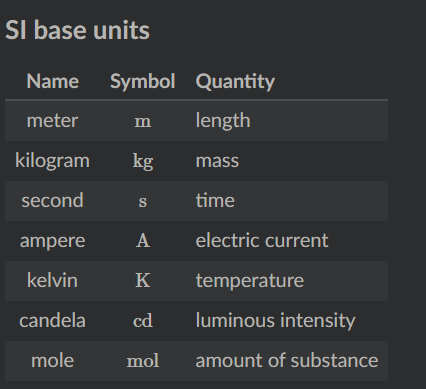 SI base units
Name Symbol Quantity
meter m length
kilogram kg mass
second s time
ampere A electric current
kelvin K temperature
candela cd luminous intensity
mole mol amount of substance